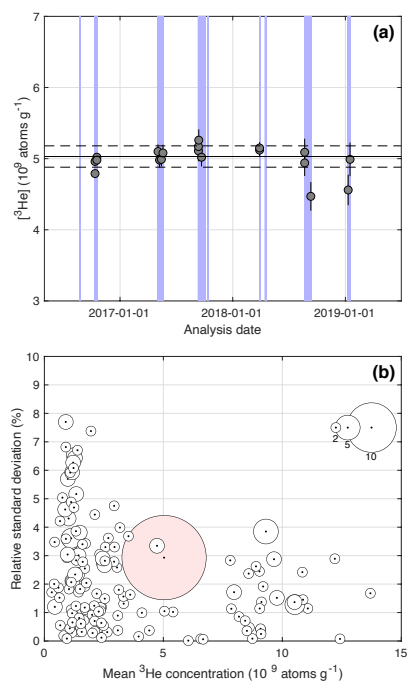 (a)
7
6
5
4
3
[³He] (10⁹ atoms g⁻¹)
2017-01-01 2018-01-01 2019-01-01
Analysis date
(b)
10
9
8
7
6
5
4
3
2
1
0
Relative standard deviation (%)
2 5
10
0 5 10 15
Mean ³He concentration (10⁹ atoms g⁻¹)